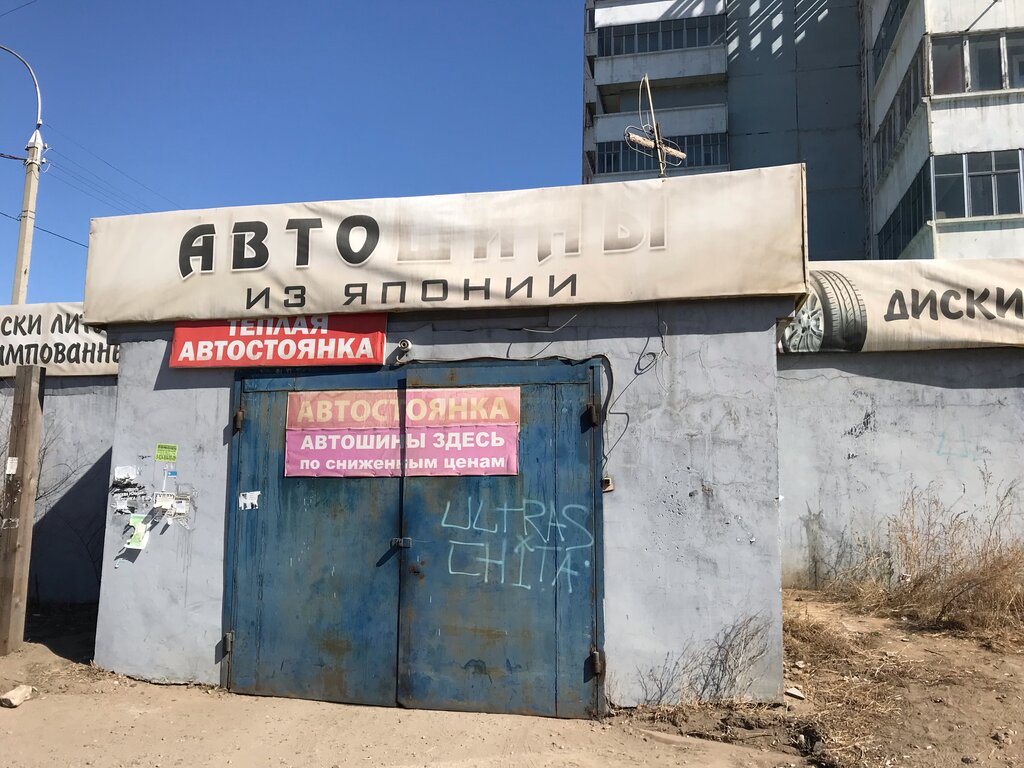 АВТОШИНЫ
ИЗ ЯПОНИИ
ДИСКИ
ТЕПЛАЯ
АВТОСТОЯНКА
АВТОСТОЯНКА
АВТОШИНЫ ЗДЕСЬ
по сниженным ценам
ULTRAS
CHITA